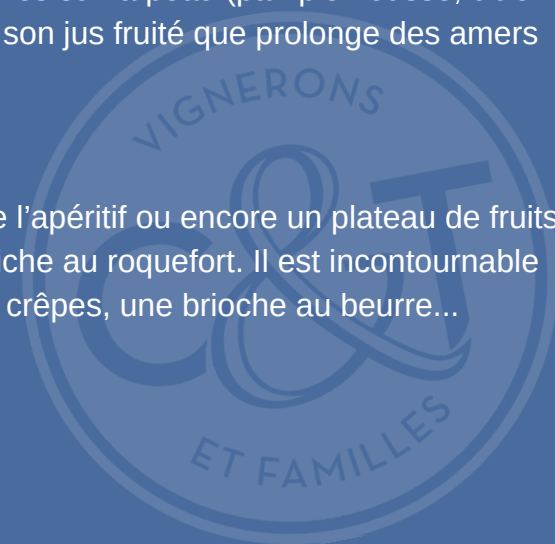 son jus fruité que prolonge des amers
VIGNERONS
C&T
l'apéritif ou encore un plateau de fruits
au roquefort. Il est incontournable
crêpes, une brioche au beurre...
ET FAMILLES